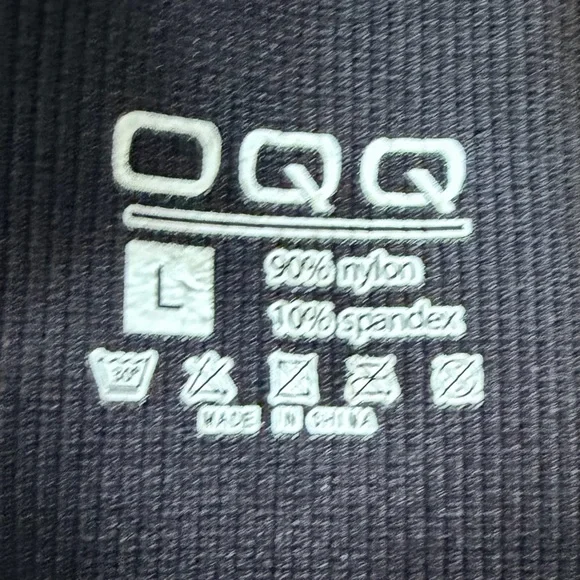 OQQ
L
90% nylon
10% spandex
30°
MADE IN CHINA